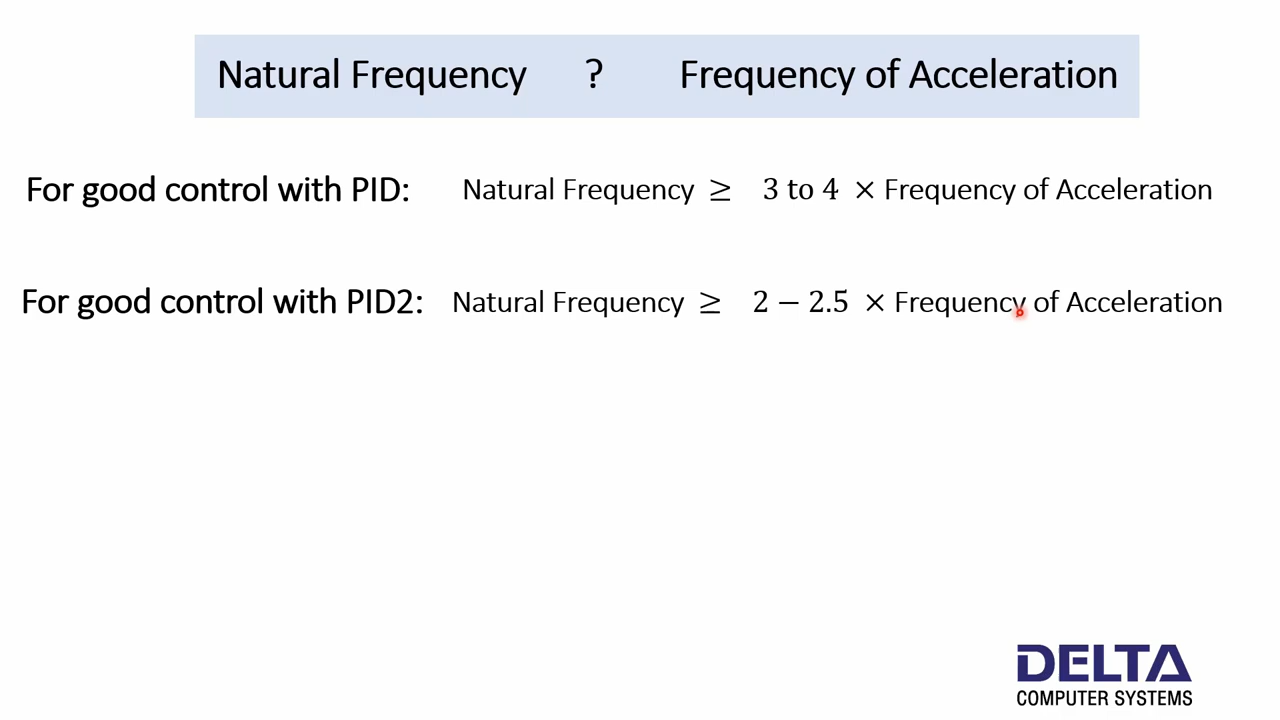 Natural Frequency ? Frequency of Acceleration
For good control with PID: Natural Frequency ≥ 3 to 4 × Frequency of Acceleration
For good control with PID2: Natural Frequency ≥ 2 − 2.5 × Frequency of Acceleration
DELTA
COMPUTER SYSTEMS